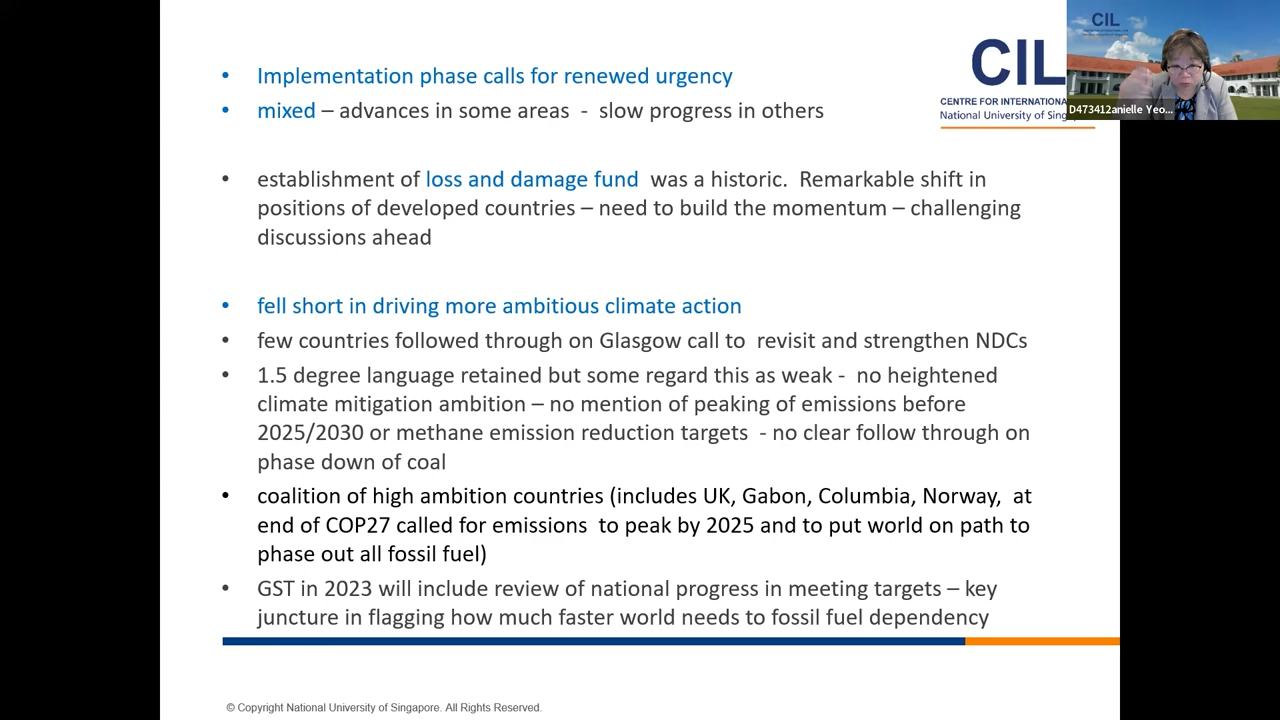 • Implementation phase calls for renewed urgency
• mixed – advances in some areas - slow progress in others
• establishment of loss and damage fund was a historic. Remarkable shift in
positions of developed countries – need to build the momentum – challenging
discussions ahead
• fell short in driving more ambitious climate action
• few countries followed through on Glasgow call to revisit and strengthen NDCs
• 1.5 degree language retained but some regard this as weak - no heightened
climate mitigation ambition – no mention of peaking of emissions before
2025/2030 or methane emission reduction targets - no clear follow through on
phase down of coal
• coalition of high ambition countries (includes UK, Gabon, Columbia, Norway, at
end of COP27 called for emissions to peak by 2025 and to put world on path to
phase out all fossil fuel)
• GST in 2023 will include review of national progress in meeting targets – key
juncture in flagging how much faster world needs to fossil fuel dependency
© Copyright National University of Singapore. All Rights Reserved.
CIL
CENTRE FOR INTERNATIONA
National University of Sing
CIL
D473412anielle Yeo...